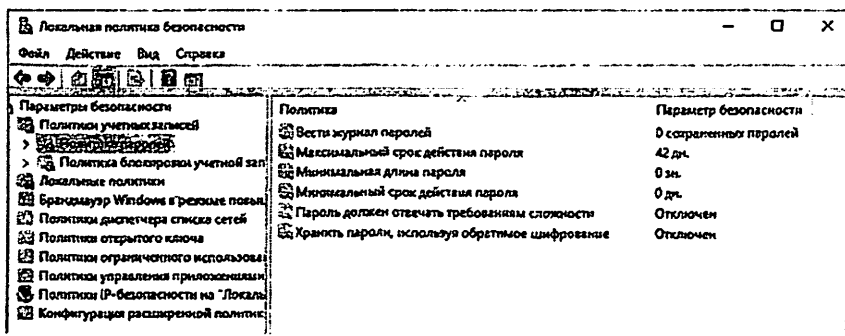 Локальная политика безопасности
Файл Действие Вид Справка
Параметры безопасности
Политики учетных записей
Политика паролей
Политика блокировки учетной зап
Локальные политики
Брандмауэр Windows в режиме повы
Политики диспетчера списка сетей
Политики открытого ключа
Политики ограниченного использова
Политики управления приложениями
Политики IP-безопасности на "Локаль
Конфигурация расширенной политик
Политика Параметр безопасности
Вести журнал паролей 0 сохраненных паролей
Максимальный срок действия пароля 42 дн.
Минимальная длина пароля 0 зн.
Минимальный срок действия пароля 0 дн.
Пароль должен отвечать требованиям сложности Отключен
Хранить пароли, используя обратимое шифрование Отключен